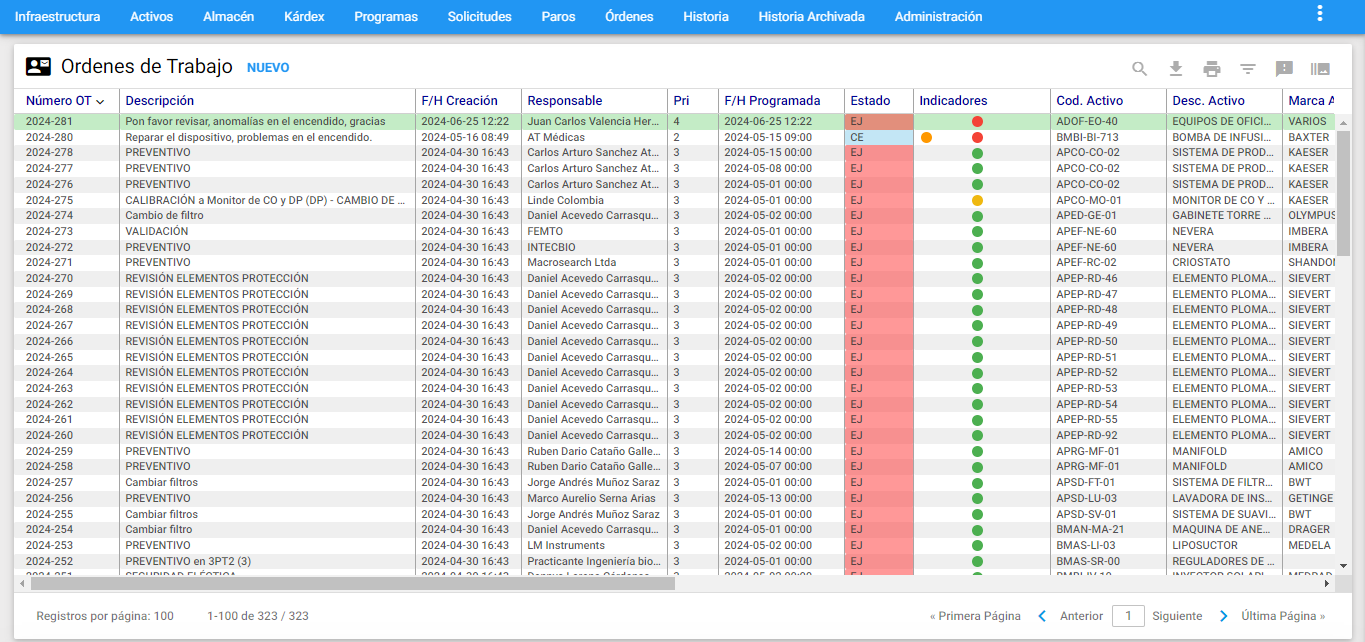 Infraestructura Activos Almacén Kárdex Programas Solicitudes Paros Órdenes Historia Historia Archivada Administración
Ordenes de Trabajo NUEVO
Número OT Descripción F/H Creación Responsable Pri F/H Programada Estado Indicadores Cod. Activo Desc. Activo Marca A
2024-281 Pon favor revisar, anomalías en el encendido, gracias 2024-06-25 12:22 Juan Carlos Valencia Her... 4 2024-06-25 12:22 EJ ADOF-EO-40 EQUIPOS DE OFICI... VARIOS
2024-280 Reparar el dispositivo, problemas en el encendido. 2024-05-16 08:49 AT Médicas 2 2024-05-15 09:00 CE BMBI-BI-713 BOMBA DE INFUSI... BAXTER
2024-278 PREVENTIVO 2024-04-30 16:43 Carlos Arturo Sanchez At... 3 2024-05-15 00:00 EJ APCO-CO-02 SISTEMA DE PROD... KAESER
2024-277 PREVENTIVO 2024-04-30 16:43 Carlos Arturo Sanchez At... 3 2024-05-08 00:00 EJ APCO-CO-02 SISTEMA DE PROD... KAESER
2024-276 PREVENTIVO 2024-04-30 16:43 Carlos Arturo Sanchez At... 3 2024-05-01 00:00 EJ APCO-CO-02 SISTEMA DE PROD... KAESER
2024-275 CALIBRACIÓN a Monitor de CO y DP (DP) - CAMBIO DE ... 2024-04-30 16:43 Linde Colombia 3 2024-05-01 00:00 EJ APCO-MO-01 MONITOR DE CO Y ... KAESER
2024-274 Cambio de filtro 2024-04-30 16:43 Daniel Acevedo Carrasqu... 3 2024-05-01 00:00 EJ APED-GE-01 GABINETE TORRE ... OLYMPUS
2024-273 VALIDACIÓN 2024-04-30 16:43 FEMTO 3 2024-05-01 00:00 EJ APEF-NE-60 NEVERA IMBERA
2024-272 PREVENTIVO 2024-04-30 16:43 INTECBIO 3 2024-05-01 00:00 EJ APEF-NE-60 NEVERA IMBERA
2024-271 PREVENTIVO 2024-04-30 16:43 Macrosearch Ltda 3 2024-05-01 00:00 EJ APEF-RC-02 CRIOSTATO SHANDON
2024-270 REVISIÓN ELEMENTOS PROTECCIÓN 2024-04-30 16:43 Daniel Acevedo Carrasqu... 3 2024-05-02 00:00 EJ APEP-RD-46 ELEMENTO PLOMA... SIEVERT
2024-269 REVISIÓN ELEMENTOS PROTECCIÓN 2024-04-30 16:43 Daniel Acevedo Carrasqu... 3 2024-05-02 00:00 EJ APEP-RD-47 ELEMENTO PLOMA... SIEVERT
2024-268 REVISIÓN ELEMENTOS PROTECCIÓN 2024-04-30 16:43 Daniel Acevedo Carrasqu... 3 2024-05-02 00:00 EJ APEP-RD-48 ELEMENTO PLOMA... SIEVERT
2024-267 REVISIÓN ELEMENTOS PROTECCIÓN 2024-04-30 16:43 Daniel Acevedo Carrasqu... 3 2024-05-02 00:00 EJ APEP-RD-49 ELEMENTO PLOMA... SIEVERT
2024-266 REVISIÓN ELEMENTOS PROTECCIÓN 2024-04-30 16:43 Daniel Acevedo Carrasqu... 3 2024-05-02 00:00 EJ APEP-RD-50 ELEMENTO PLOMA... SIEVERT
2024-265 REVISIÓN ELEMENTOS PROTECCIÓN 2024-04-30 16:43 Daniel Acevedo Carrasqu... 3 2024-05-02 00:00 EJ APEP-RD-51 ELEMENTO PLOMA... SIEVERT
2024-264 REVISIÓN ELEMENTOS PROTECCIÓN 2024-04-30 16:43 Daniel Acevedo Carrasqu... 3 2024-05-02 00:00 EJ APEP-RD-52 ELEMENTO PLOMA... SIEVERT
2024-263 REVISIÓN ELEMENTOS PROTECCIÓN 2024-04-30 16:43 Daniel Acevedo Carrasqu... 3 2024-05-02 00:00 EJ APEP-RD-53 ELEMENTO PLOMA... SIEVERT
2024-262 REVISIÓN ELEMENTOS PROTECCIÓN 2024-04-30 16:43 Daniel Acevedo Carrasqu... 3 2024-05-02 00:00 EJ APEP-RD-54 ELEMENTO PLOMA... SIEVERT
2024-261 REVISIÓN ELEMENTOS PROTECCIÓN 2024-04-30 16:43 Daniel Acevedo Carrasqu... 3 2024-05-02 00:00 EJ APEP-RD-55 ELEMENTO PLOMA... SIEVERT
2024-260 REVISIÓN ELEMENTOS PROTECCIÓN 2024-04-30 16:43 Daniel Acevedo Carrasqu... 3 2024-05-02 00:00 EJ APEP-RD-92 ELEMENTO PLOMA... SIEVERT
2024-259 PREVENTIVO 2024-04-30 16:43 Ruben Dario Cataño Galle... 3 2024-05-14 00:00 EJ APRG-MF-01 MANIFOLD AMICO
2024-258 PREVENTIVO 2024-04-30 16:43 Ruben Dario Cataño Galle... 3 2024-05-07 00:00 EJ APRG-MF-01 MANIFOLD AMICO
2024-257 Cambiar filtros 2024-04-30 16:43 Jorge Andrés Muñoz Saraz 3 2024-05-01 00:00 EJ APSD-FT-01 SISTEMA DE FILTR... BWT
2024-256 PREVENTIVO 2024-04-30 16:43 Marco Aurelio Serna Arias 3 2024-05-13 00:00 EJ APSD-LU-03 LAVADORA DE INS... GETINGE
2024-255 Cambiar filtros 2024-04-30 16:43 Jorge Andrés Muñoz Saraz 3 2024-05-01 00:00 EJ APSD-SV-01 SISTEMA DE SUAVI... BWT
2024-254 Cambiar filtro 2024-04-30 16:43 Daniel Acevedo Carrasqu... 3 2024-05-01 00:00 EJ BMAN-MA-21 MAQUINA DE ANE... DRAGER
2024-253 PREVENTIVO 2024-04-30 16:43 LM Instruments 3 2024-05-02 00:00 EJ BMAS-LI-03 LIPOSUCTOR MEDELA
2024-252 PREVENTIVO en 3PT2 (3) 2024-04-30 16:43 Practicante Ingeniería bio... 3 2024-05-01 00:00 EJ BMAS-SR-00 REGULADORES DE ...
Registros por página: 100 1-100 de 323 / 323 « Primera Página Anterior 1 Siguiente Última Página »